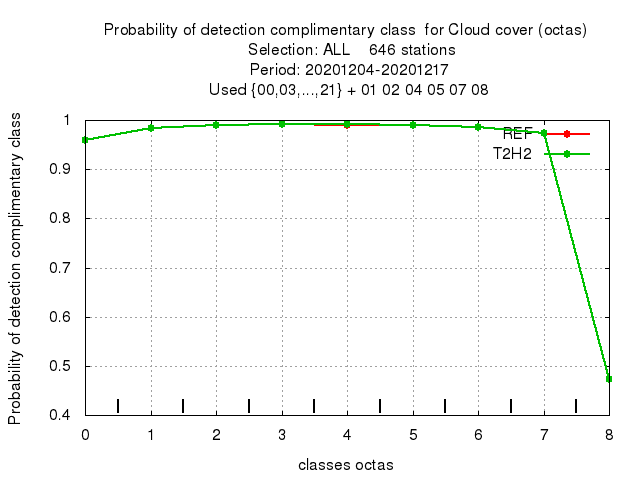 Probability of detection complimentary class  for Cloud cover (octas)
Selection: ALL    646 stations
Period: 20201204-20201217
Used {00,03,...,21} + 01 02 04 05 07 08
Probability of detection complimentary class
1
0.9
0.8
0.7
0.6
0.5
0.4
REF
T2H2
0 1 2 3 4 5 6 7 8
classes octas